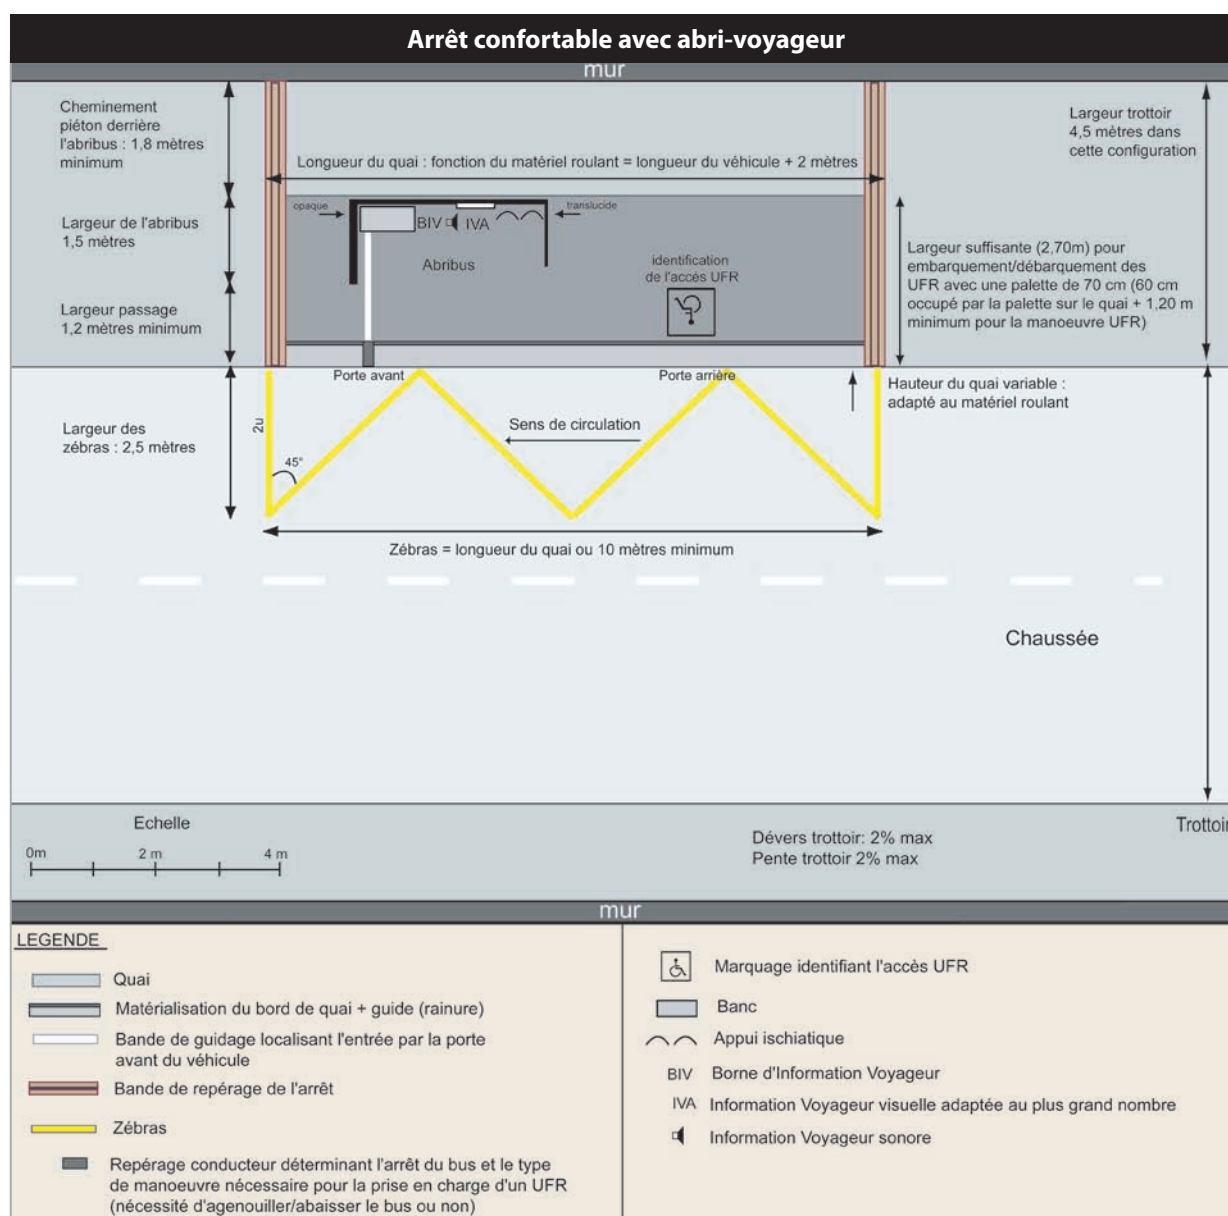 Arrêt confortable avec abri-voyageur
mur
Cheminement
piéton derrière
l'abribus : 1,8 mètres
minimum
Largeur trottoir
4,5 mètres dans
cette configuration
Longueur du quai : fonction du matériel roulant = longueur du véhicule + 2 mètres
opaque
translucide
BIV
IVA
Abribus
Largeur de l'abribus
1,5 mètres
identification
de l'accès UFR
Largeur suffisante (2,70m) pour
embarquement/débarquement des
UFR avec une palette de 70 cm (60 cm
occupé par la palette sur le quai + 1,20 m
minimum pour la manoeuvre UFR)
Largeur passage
1,2 mètres minimum
Porte avant
Porte arrière
Hauteur du quai variable :
adapté au matériel roulant
Largeur des
zébras : 2,5 mètres
2u
45°
Sens de circulation
Zébras = longueur du quai ou 10 mètres minimum
Chaussée
Echelle
0m
2 m
4 m
Dévers trottoir: 2% max
Pente trottoir 2% max
Trottoir
mur
LEGENDE
Quai
Matérialisation du bord de quai + guide (rainure)
Bande de guidage localisant l'entrée par la porte
avant du véhicule
Bande de repérage de l'arrêt
Zébras
Repérage conducteur déterminant l'arrêt du bus et le type
de manoeuvre nécessaire pour la prise en charge d'un UFR
(nécessité d'agenouiller/abaisser le bus ou non)
Marquage identifiant l'accès UFR
Banc
Appui ischiatique
BIV Borne d'Information Voyageur
IVA Information Voyageur visuelle adaptée au plus grand nombre
Information Voyageur sonore